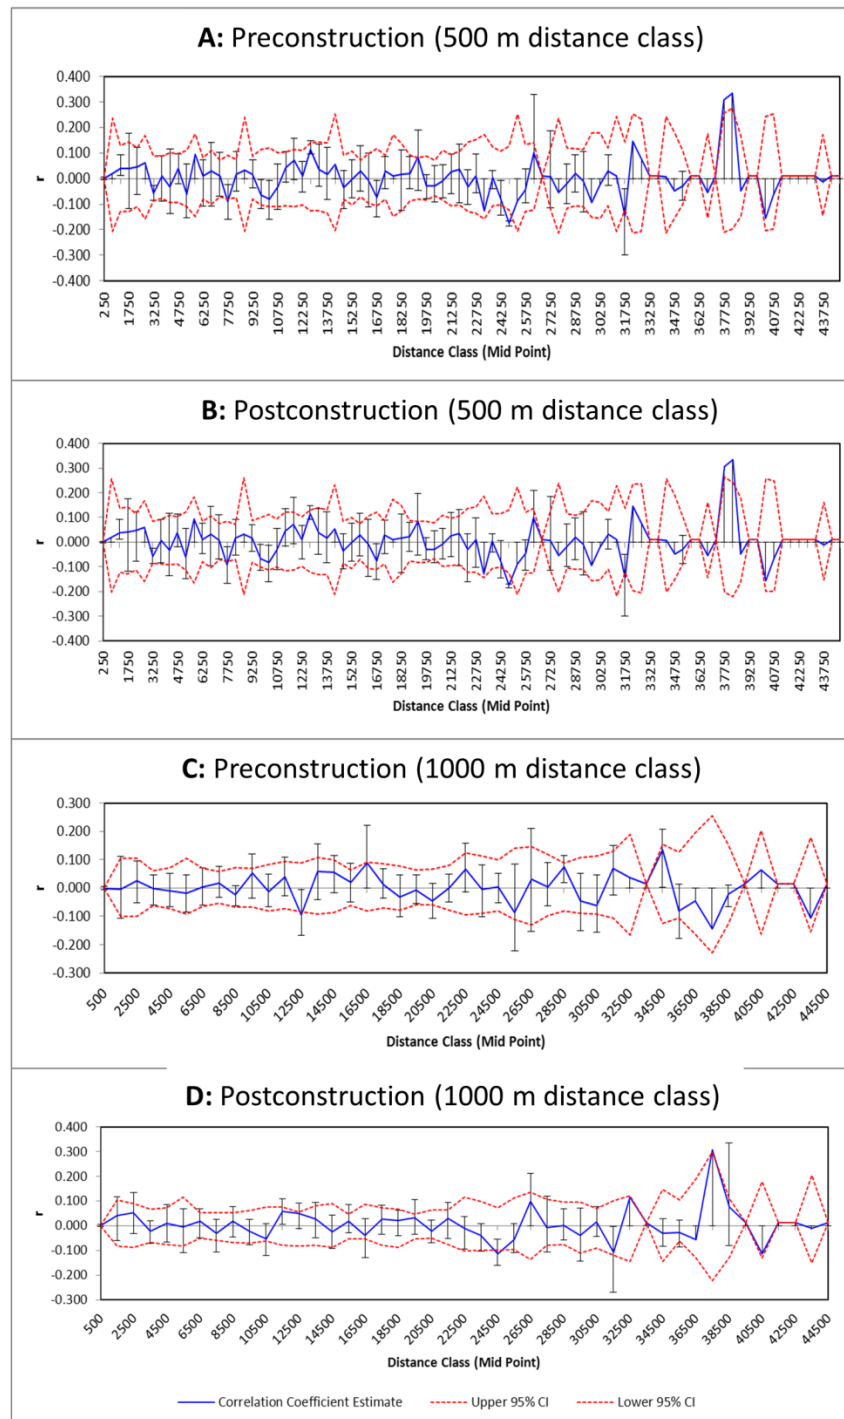 A: Preconstruction (500 m distance class)
0.400
0.300
0.200
0.100
0.000
-0.100
-0.200
-0.300
-0.400
r
250 1750 3250 4750 6250 7750 9250 10750 12250 13750 15250 16750 18250 19750 21250 22750 24250 25750 27250 28750 30250 31750 33250 34750 36250 37750 39250 40750 42250 43750
Distance Class (Mid Point)
B: Postconstruction (500 m distance class)
0.400
0.300
0.200
0.100
0.000
-0.100
-0.200
-0.300
-0.400
r
250 1750 3250 4750 6250 7750 9250 10750 12250 13750 15250 16750 18250 19750 21250 22750 24250 25750 27250 28750 30250 31750 33250 34750 36250 37750 39250 40750 42250 43750
Distance Class (Mid Point)
C: Preconstruction (1000 m distance class)
0.300
0.200
0.100
0.000
-0.100
-0.200
-0.300
r
500 2500 4500 6500 8500 10500 12500 14500 16500 18500 20500 22500 24500 26500 28500 30500 32500 34500 36500 38500 40500 42500 44500
Distance Class (Mid Point)
D: Postconstruction (1000 m distance class)
0.400
0.300
0.200
0.100
0.000
-0.100
-0.200
-0.300
r
500 2500 4500 6500 8500 10500 12500 14500 16500 18500 20500 22500 24500 26500 28500 30500 32500 34500 36500 38500 40500 42500 44500
Distance Class (Mid Point)
Correlation Coefficient Estimate Upper 95% CI Lower 95% CI